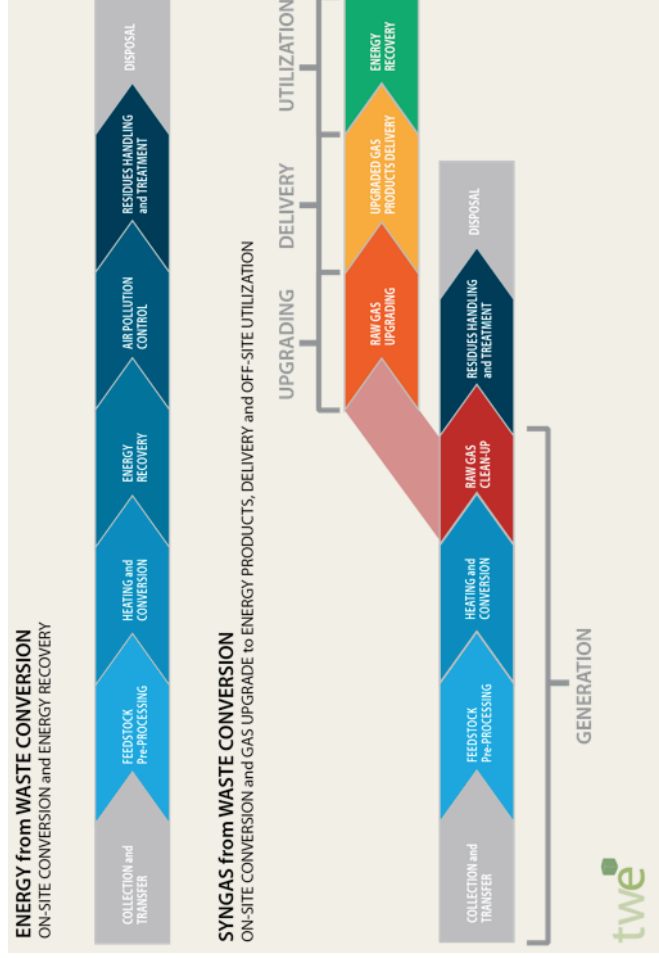 ENERGY from WASTE CONVERSION
ON-SITE CONVERSION and ENERGY RECOVERY
COLLECTION and
TRANSFER
FEEDSTOCK
Pre-PROCESSING
HEATING and
CONVERSION
ENERGY
RECOVERY
AIR POLLUTION
CONTROL
RESIDUES HANDLING
and TREATMENT
DISPOSAL
SYNGAS from WASTE CONVERSION
ON-SITE CONVERSION and GAS UPGRADE to ENERGY PRODUCTS, DELIVERY and OFF-SITE UTILIZATION
UPGRADING
DELIVERY
UTILIZATION
RAW GAS
UPGRADING
UPGRADED GAS
PRODUCTS DELIVERY
ENERGY
RECOVERY
COLLECTION and
TRANSFER
FEEDSTOCK
Pre-PROCESSING
HEATING and
CONVERSION
RAW GAS
CLEAN-UP
RESIDUES HANDLING
and TREATMENT
DISPOSAL
GENERATION
twe